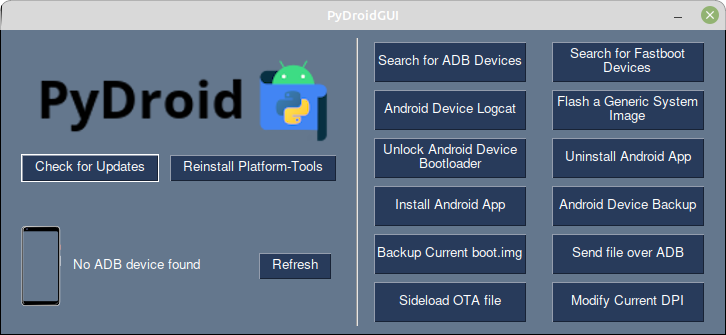 PyDroidGUI
PyDroid
Check for Updates
Reinstall Platform-Tools
No ADB device found
Refresh
Search for ADB Devices
Search for Fastboot
Devices
Android Device Logcat
Flash a Generic System
Image
Unlock Android Device
Bootloader
Uninstall Android App
Install Android App
Android Device Backup
Backup Current boot.img
Send file over ADB
Sideload OTA file
Modify Current DPI